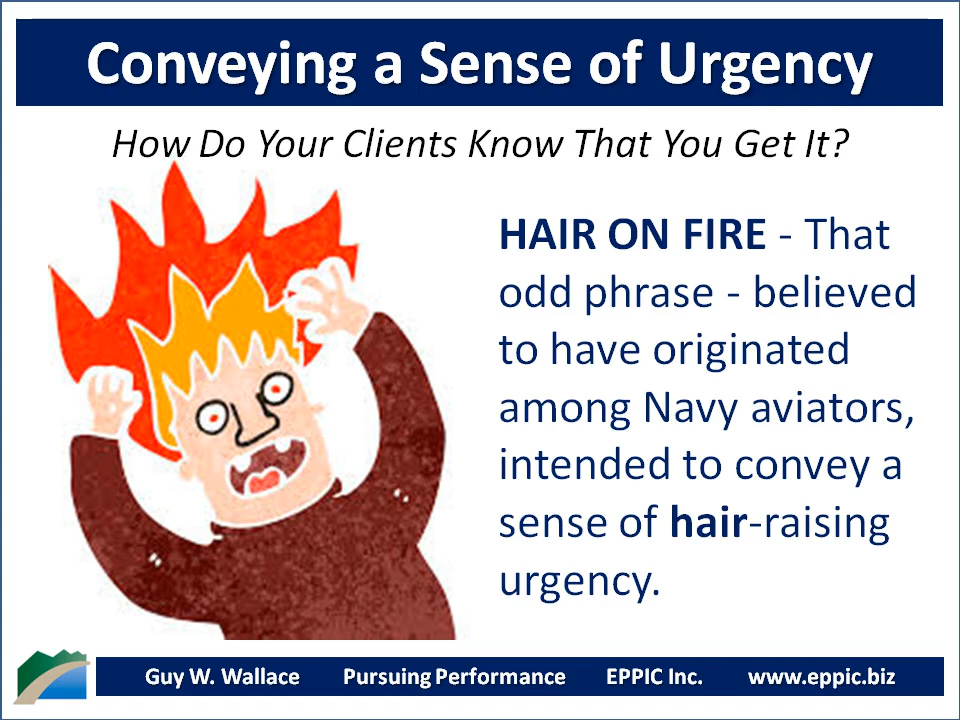 Conveying a Sense of Urgency
How Do Your Clients Know That You Get It?
HAIR ON FIRE - That
odd phrase - believed
to have originated
among Navy aviators,
intended to convey a
sense of hair-raising
urgency.
Guy W. Wallace Pursuing Performance EPPIC Inc. www.eppic.biz